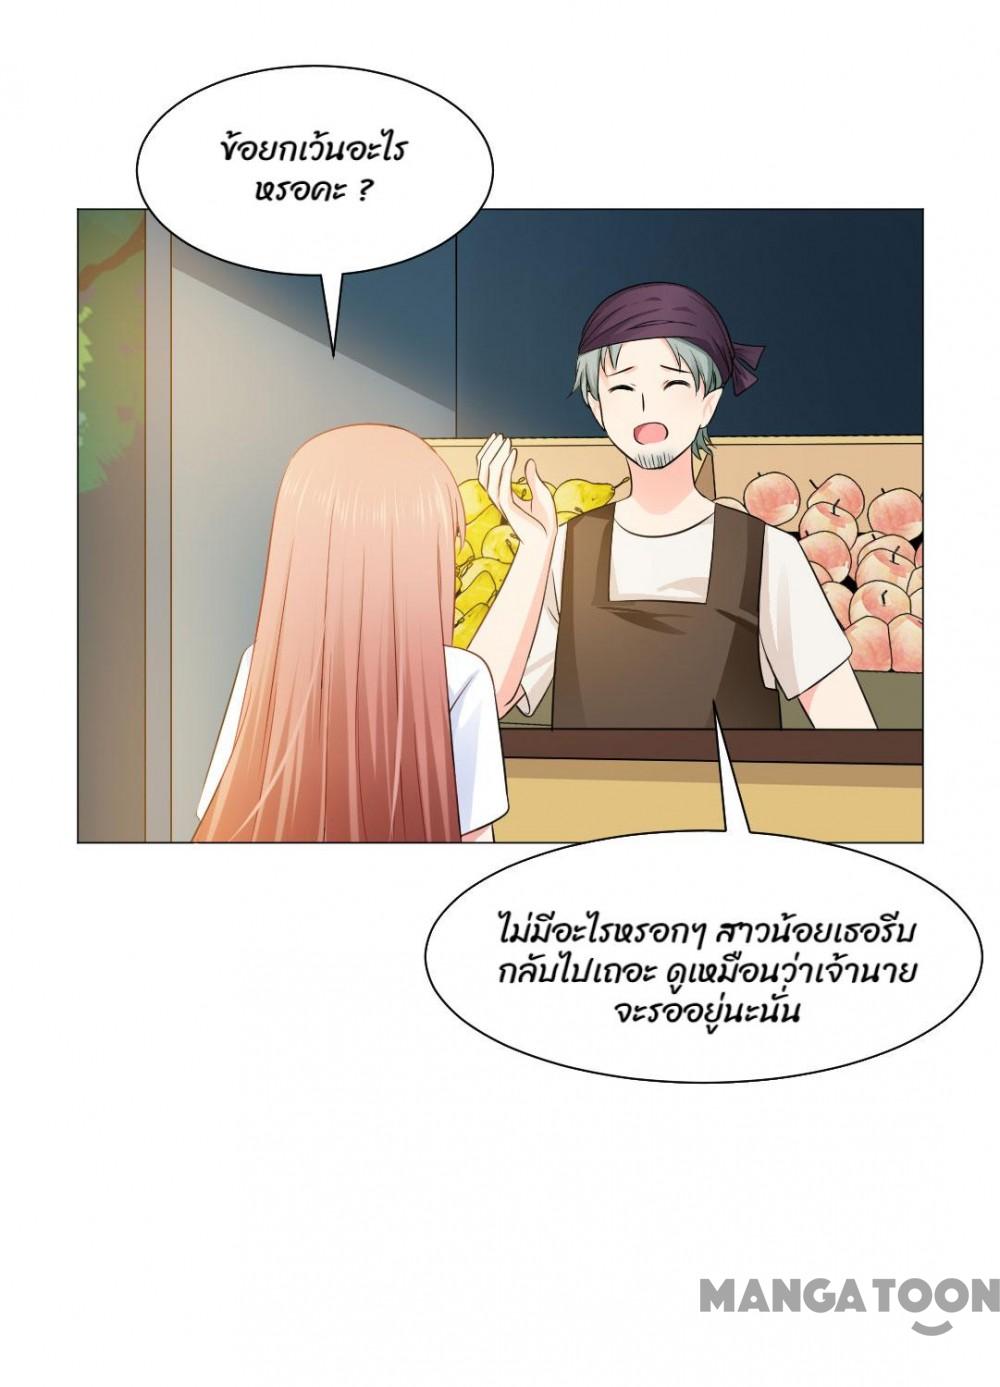 ข้อยกเว้นอะไร
หรอคะ ?
ไม่มีอะไรหรอกๆ สาวน้อยเธอรีบ
กลับไปเถอะ ดูเหมือนว่าเจ้านาย
จะรออยู่นะนั่น
MANGATOON